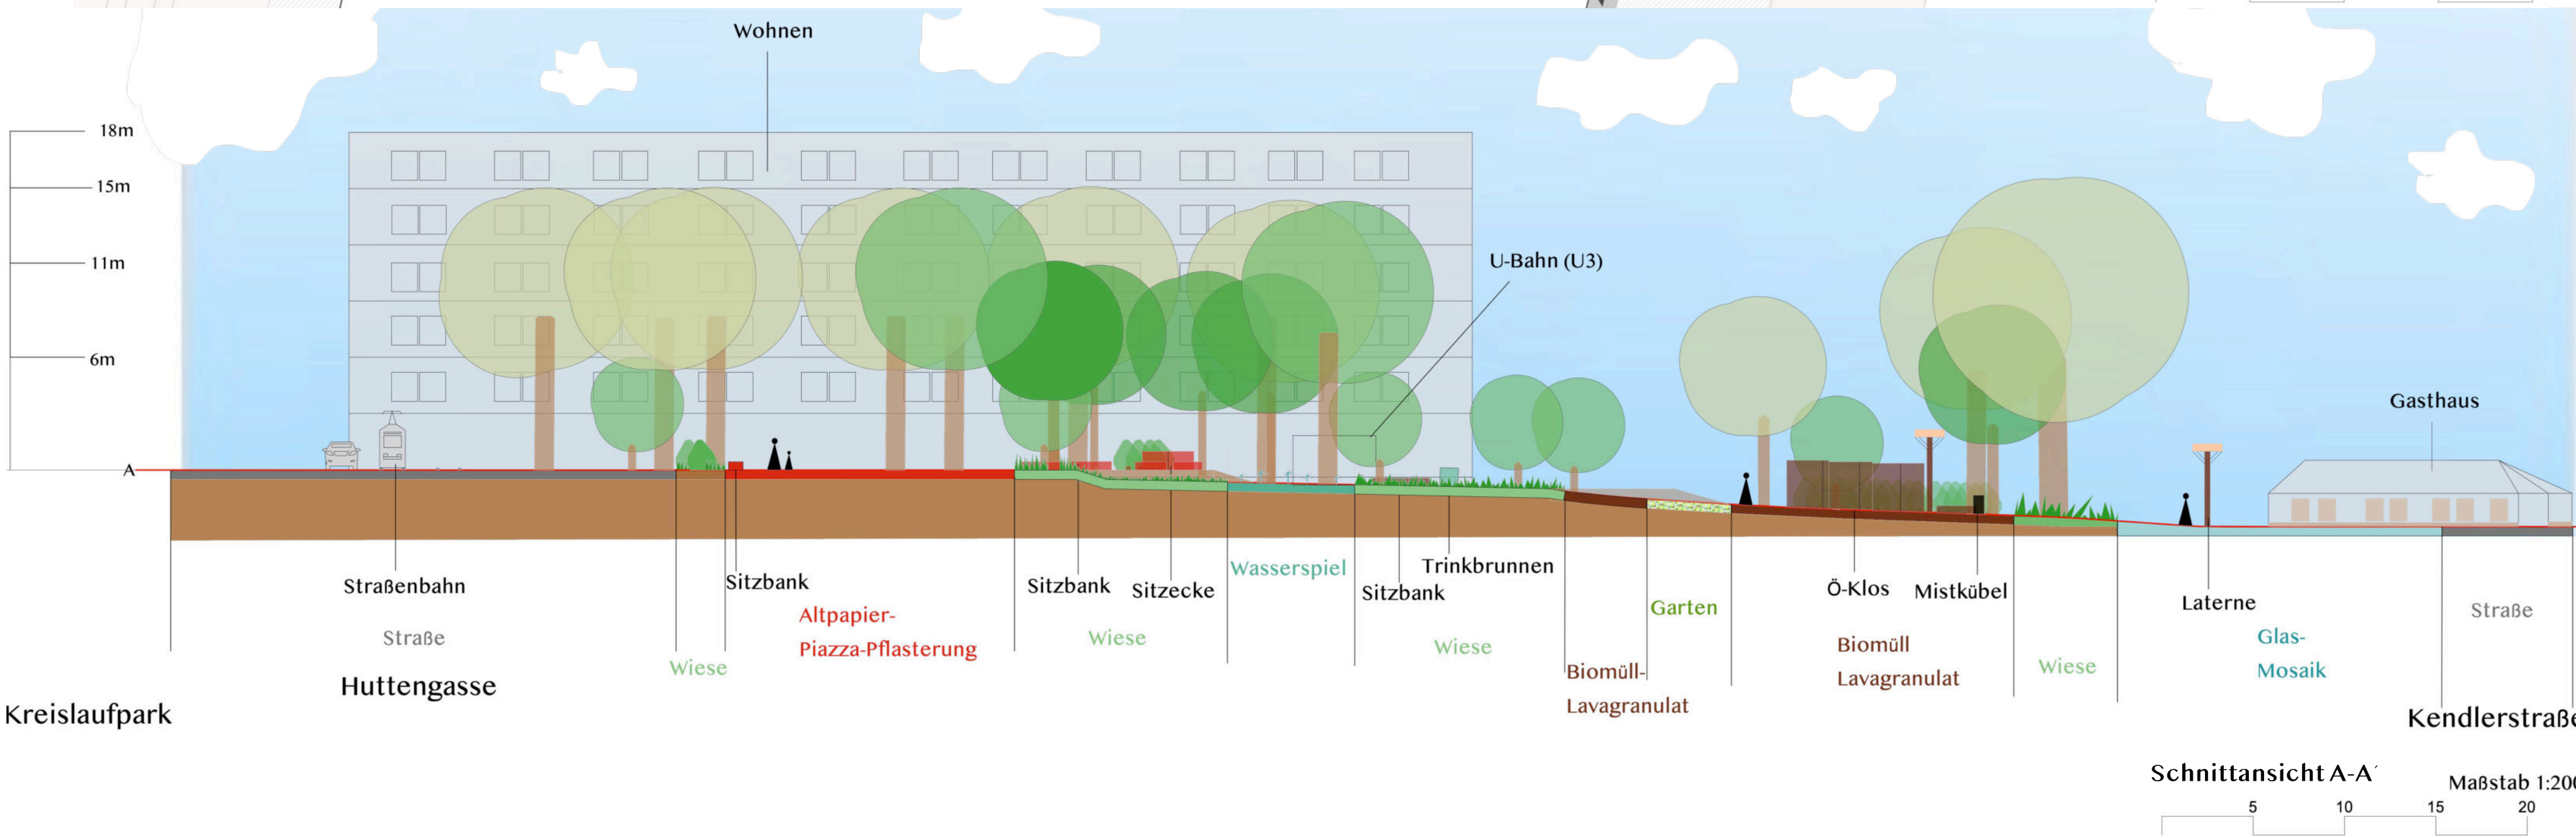 Wohnen
18m
15m
11m
6m
A
U-Bahn (U3)
Gasthaus
Straßenbahn
Sitzbank
Sitzbank
Sitzecke
Wasserspiel
Trinkbrunnen
Sitzbank
Garten
Ö-Klos
Mistkübel
Laterne
Straße
Straße
Altpapier-
Piazza-Pflasterung
Wiese
Wiese
Wiese
Biomüll-
Lavagranulat
Biomüll
Lavagranulat
Wiese
Glas-
Mosaik
Huttengasse
Kreislaufpark
Kendlerstraße
Schnittansicht A-A´
Maßstab 1:200
5 10 15 20